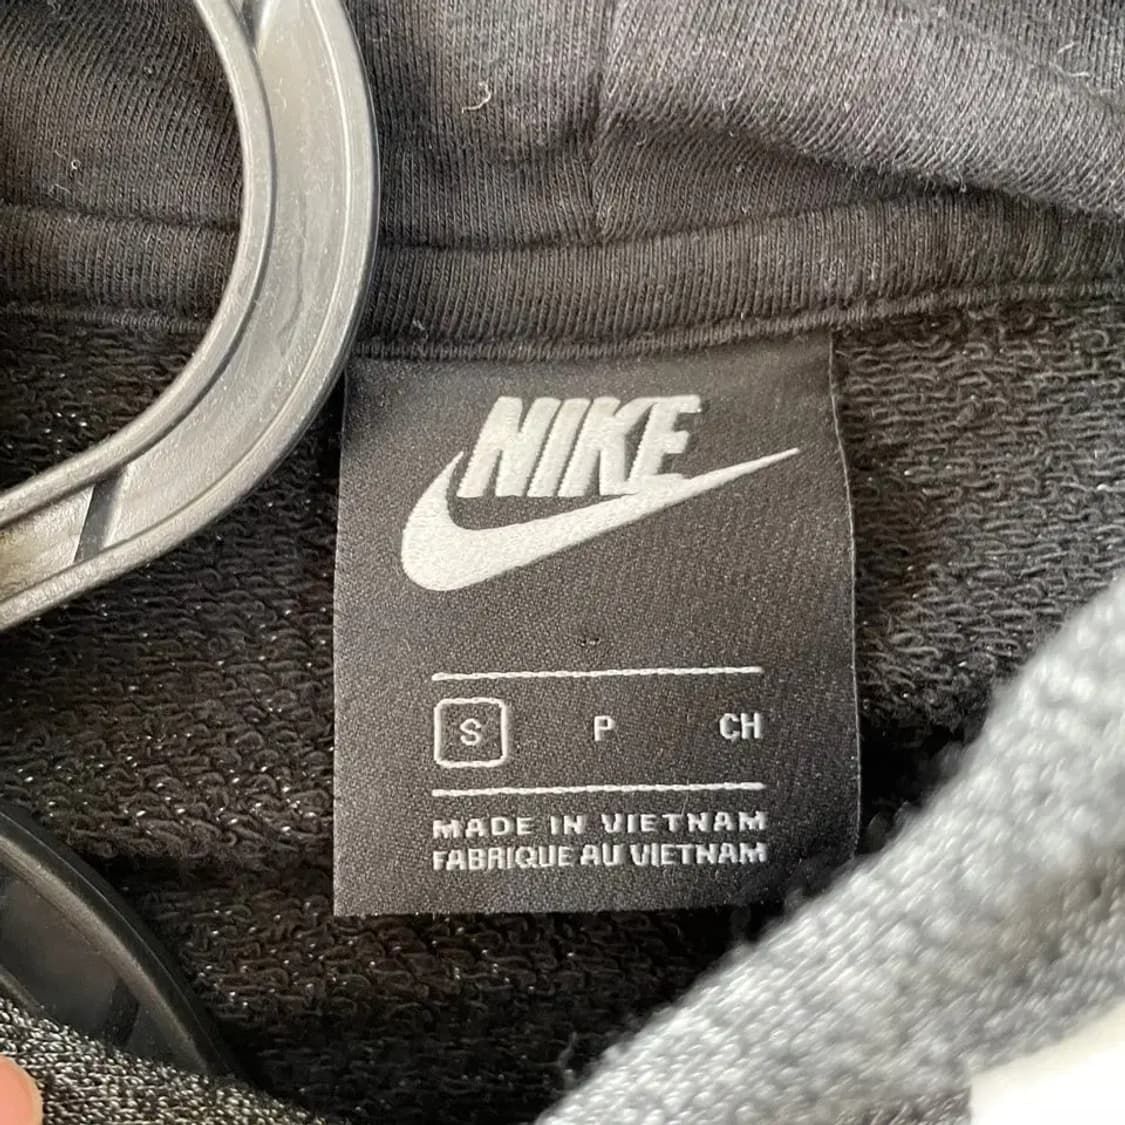 NIKE
S P CH
MADE IN VIETNAM
FABRIQUE AU VIETNAM